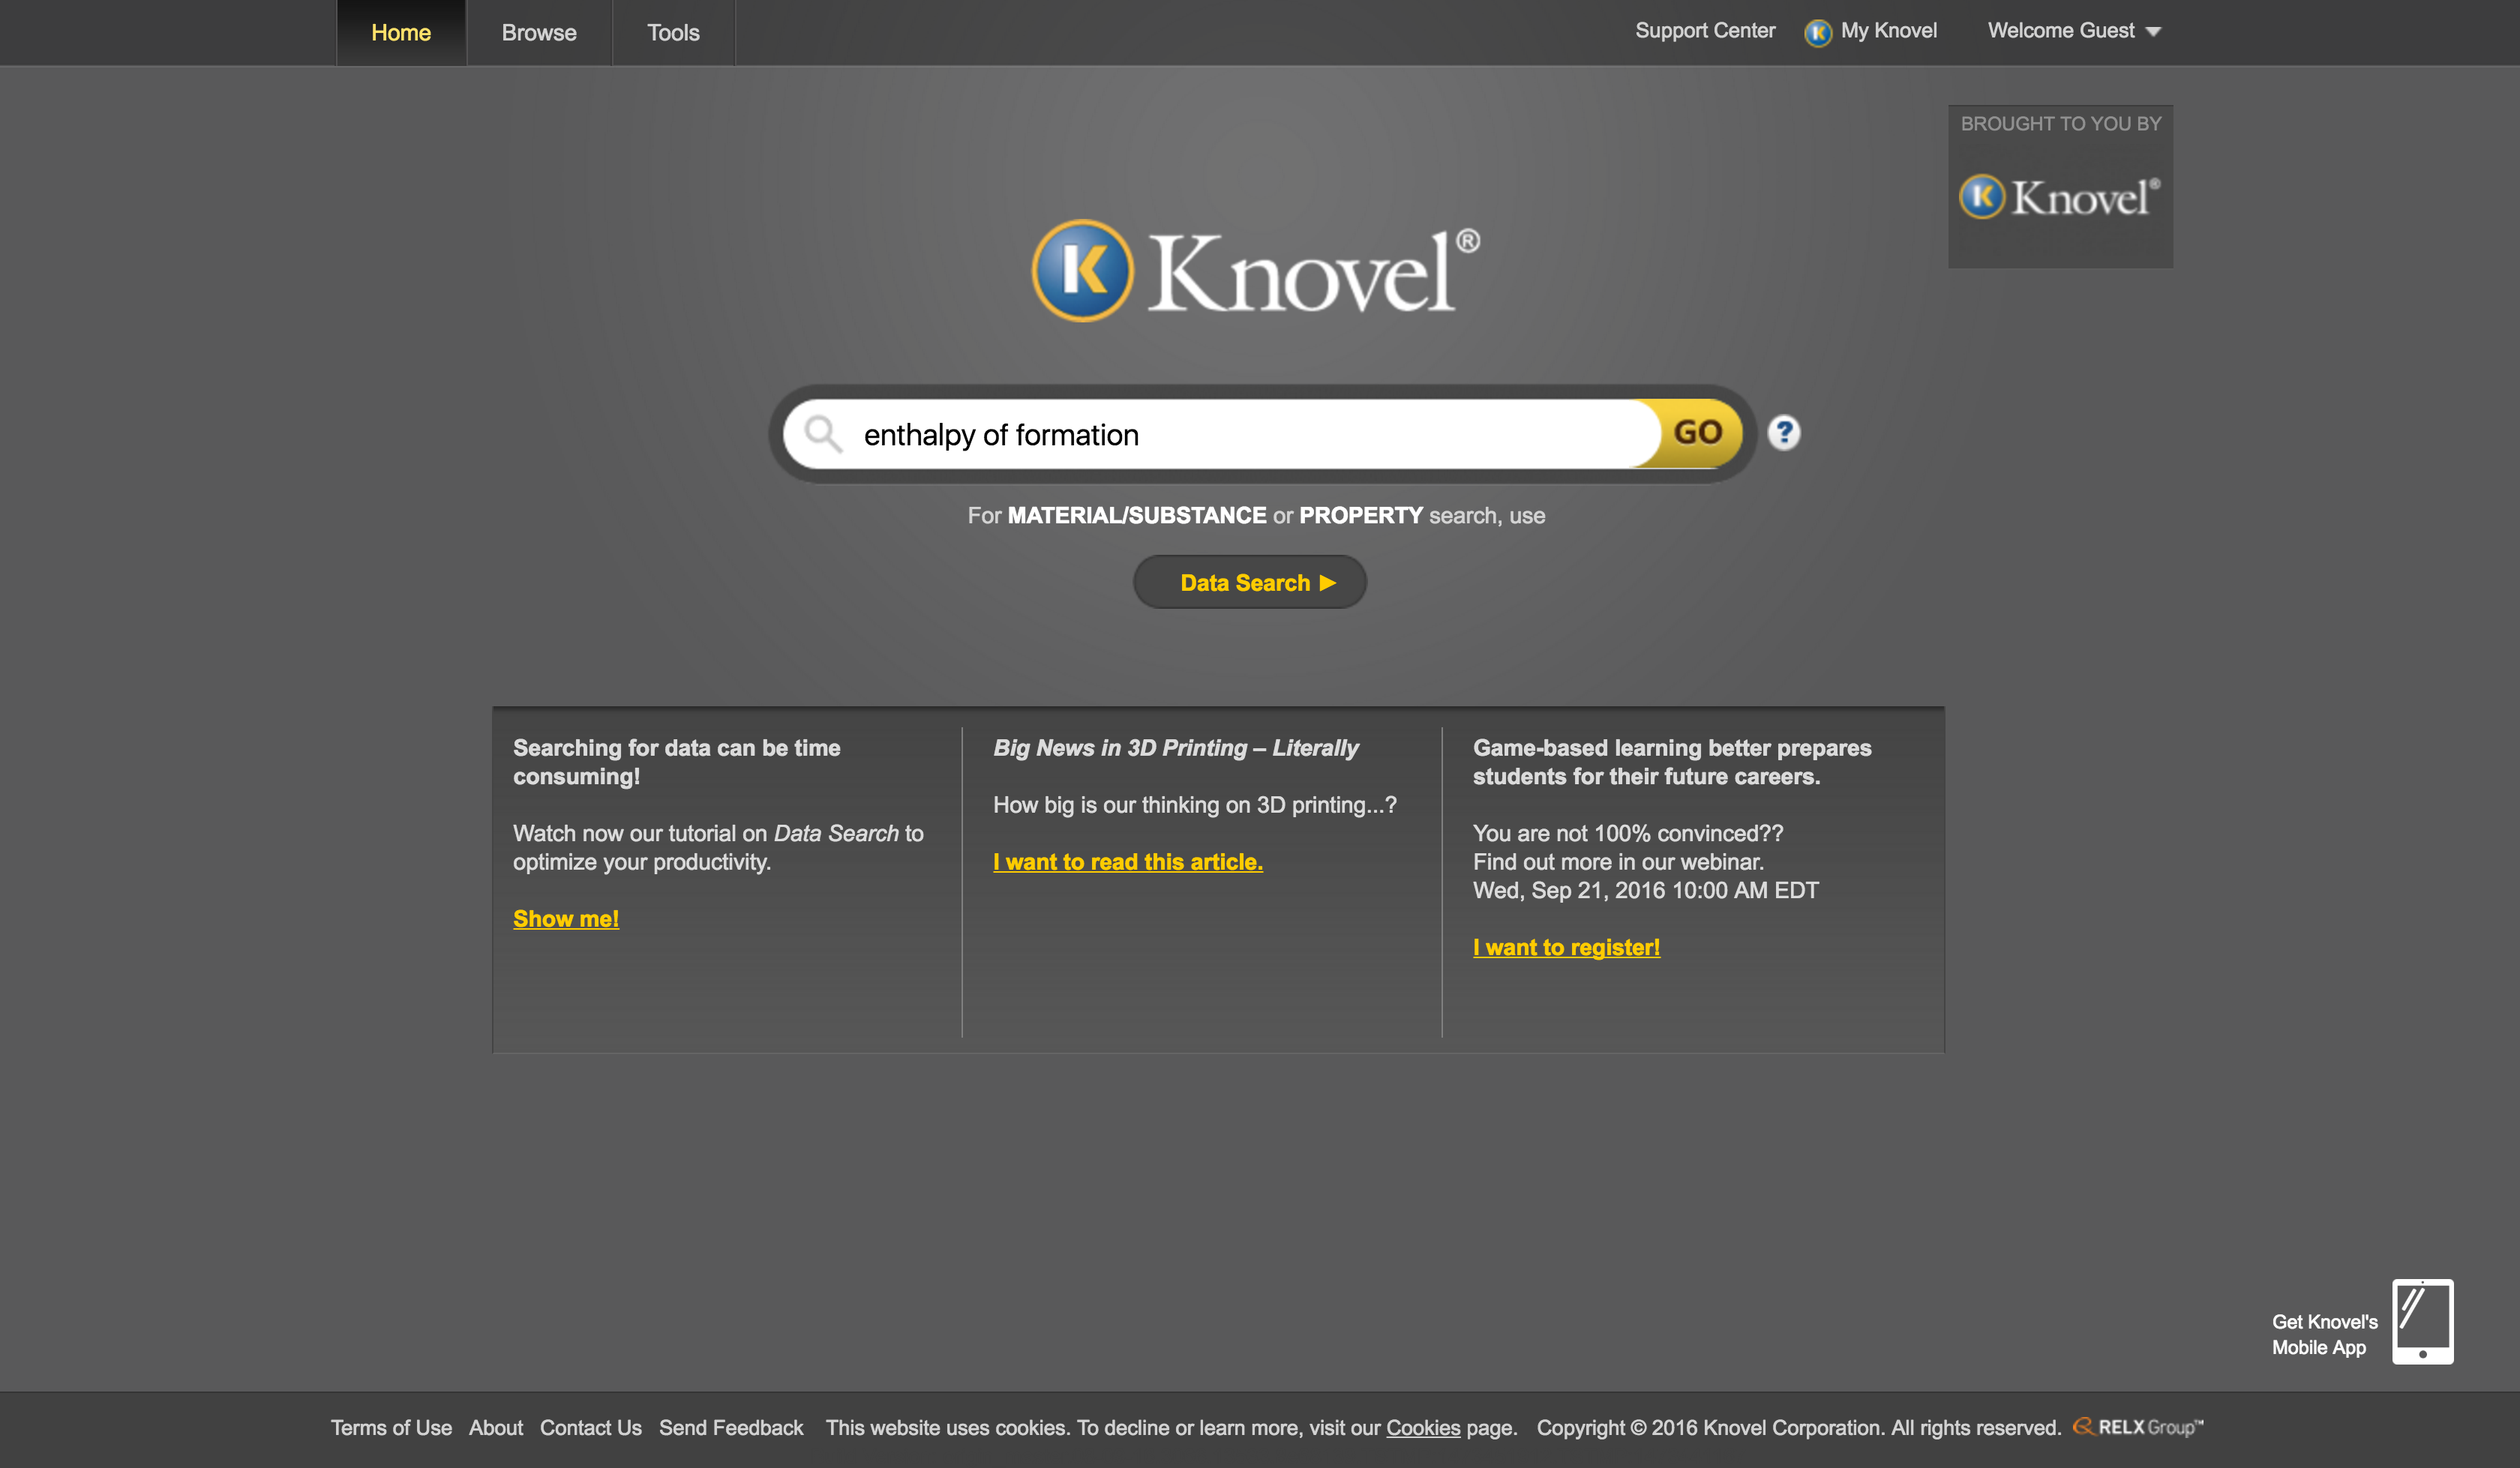 Home Browse Tools Support Center K My Knovel Welcome Guest
BROUGHT TO YOU BY
K Knovel®
K Knovel®
enthalpy of formation GO ?
For MATERIAL/SUBSTANCE or PROPERTY search, use
Data Search ►
Searching for data can be time
consuming!
Watch now our tutorial on Data Search to
optimize your productivity.
Show me!
Big News in 3D Printing – Literally
How big is our thinking on 3D printing...?
I want to read this article.
Game-based learning better prepares
students for their future careers.
You are not 100% convinced??
Find out more in our webinar.
Wed, Sep 21, 2016 10:00 AM EDT
I want to register!
Get Knovel's
Mobile App
Terms of Use About Contact Us Send Feedback This website uses cookies. To decline or learn more, visit our Cookies page. Copyright © 2016 Knovel Corporation. All rights reserved. RELX Group™